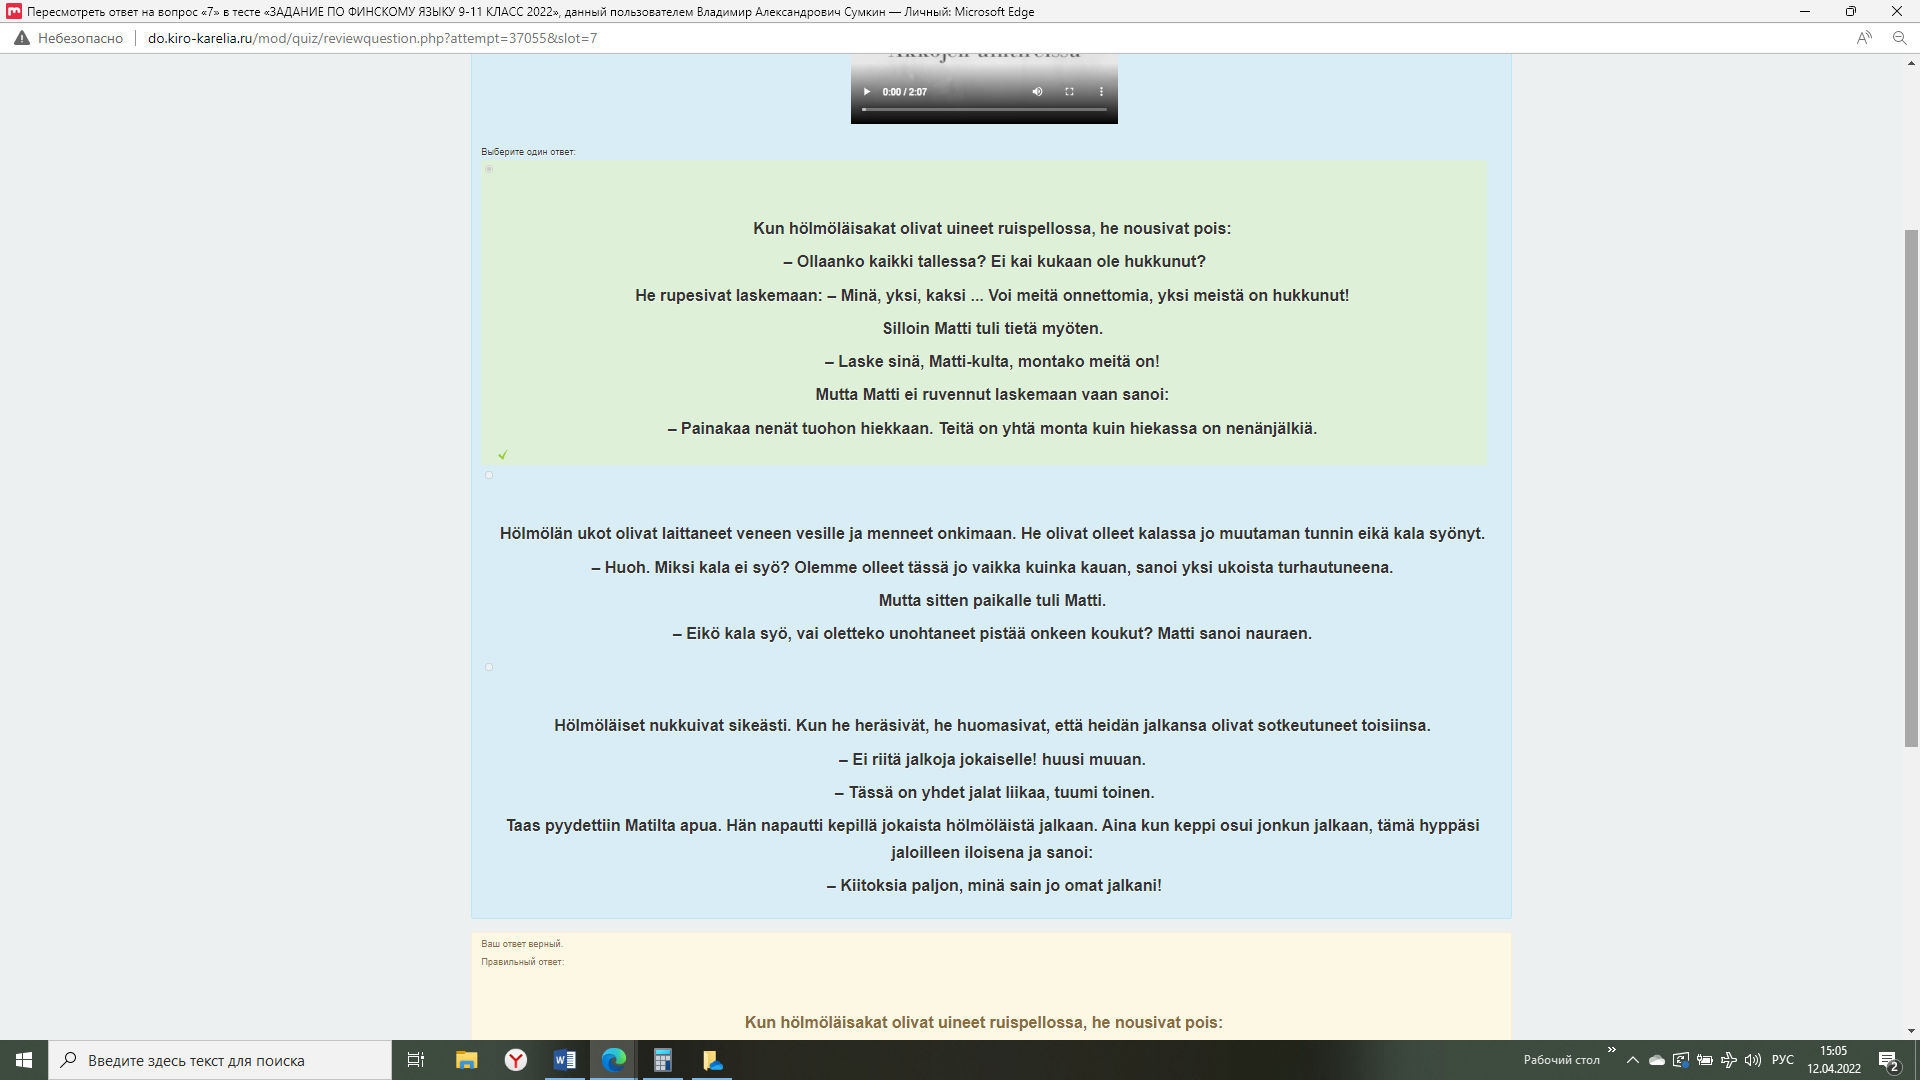 Пересмотреть ответ на вопрос «7» в тесте «ЗАДАНИЕ ПО ФИНСКОМУ ЯЗЫКУ 9-11 КЛАСС 2022», данный пользователем Владимир Александрович Сумкин — Личный: Microsoft Edge
Небезопасно
do.kiro-karelia.ru/mod/quiz/reviewquestion.php?attempt=37055&slot=7
0:00 / 2:07
Выберите один ответ:
Kun hölmöläisakat olivat uineet ruispellossa, he nousivat pois:
– Ollaanko kaikki tallessa? Ei kai kukaan ole hukkunut?
He rupesivat laskemaan: – Minä, yksi, kaksi ... Voi meitä onnettomia, yksi meistä on hukkunut!
Silloin Matti tuli tietä myöten.
– Laske sinä, Matti-kulta, montako meitä on!
Mutta Matti ei ruvennut laskemaan vaan sanoi:
– Painakaa nenät tuohon hiekkaan. Teitä on yhtä monta kuin hiekassa on nenänjälkiä.
Hölmölän ukot olivat laittaneet veneen vesille ja menneet onkimaan. He olivat olleet kalassa jo muutaman tunnin eikä kala syönyt.
– Huoh. Miksi kala ei syö? Olemme olleet tässä jo vaikka kuinka kauan, sanoi yksi ukoista turhautuneena.
Mutta sitten paikalle tuli Matti.
– Eikö kala syö, vai oletteko unohtaneet pistää onkeen koukut? Matti sanoi nauraen.
Hölmöläiset nukkuivat sikeästi. Kun he heräsivät, he huomasivat, että heidän jalkansa olivat sotkeutuneet toisiinsa.
– Ei riitä jalkoja jokaiselle! huusi muuan.
– Tässä on yhdet jalat liikaa, tuumi toinen.
Taas pyydettiin Matilta apua. Hän napautti kepillä jokaista hölmöläistä jalkaan. Aina kun keppi osui jonkun jalkaan, tämä hyppäsi
jaloilleen iloisena ja sanoi:
– Kiitoksia paljon, minä sain jo omat jalkani!
Ваш ответ верный.
Правильный ответ:
Kun hölmöläisakat olivat uineet ruispellossa, he nousivat pois:
Введите здесь текст для поиска
Рабочий стол
РУС
15:05
12.04.2022
2